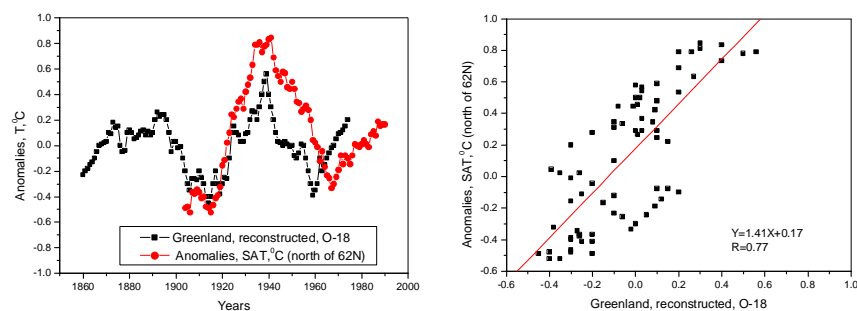 Anomalies, T,⁰C
1.0
0.8
0.6
0.4
0.2
0.0
-0.2
-0.4
-0.6
-0.8
-1.0
Greenland, reconstructed, O-18
Anomalies, SAT,⁰C (north of 62N)
1860 1880 1900 1920 1940 1960 1980 2000
Years
Anomalies, SAT,⁰C (north of 62N)
1.0
0.8
0.6
0.4
0.2
0.0
-0.2
-0.4
-0.6
Y=1.41X+0.17
R=0.77
-0.6 -0.4 -0.2 0.0 0.2 0.4 0.6 0.8 1.0
Greenland, reconstructed, O-18